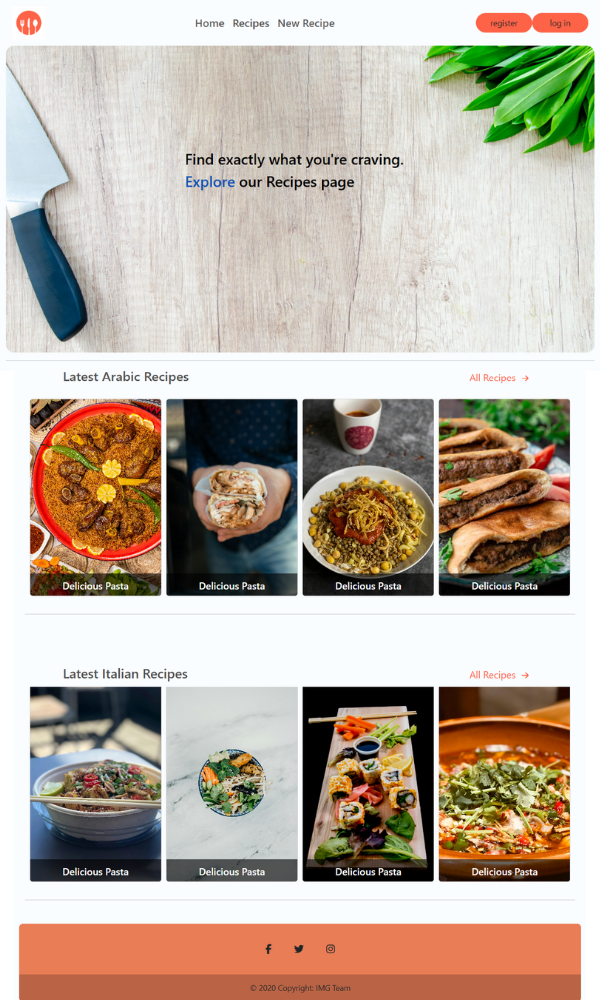 Home Recipes New Recipe register log in
Find exactly what you're craving.
Explore our Recipes page
Latest Arabic Recipes All Recipes →
Delicious Pasta Delicious Pasta Delicious Pasta Delicious Pasta
Latest Italian Recipes All Recipes →
Delicious Pasta Delicious Pasta Delicious Pasta Delicious Pasta
© 2020 Copyright: IMG Team